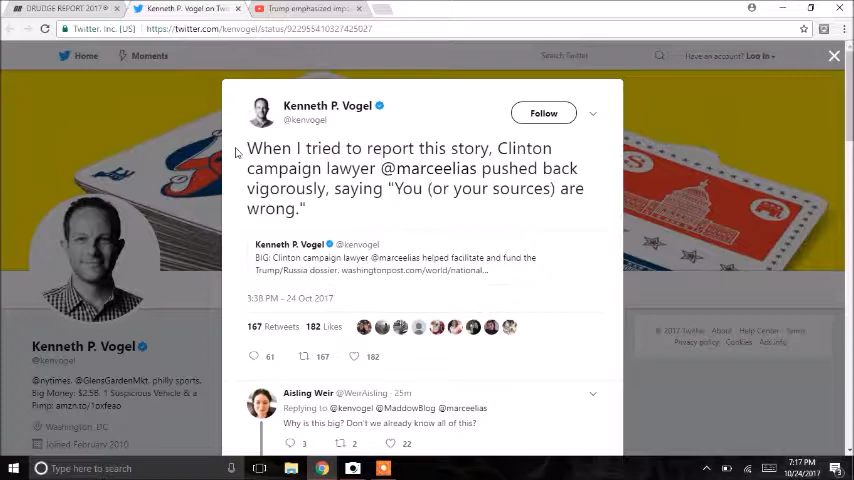 DRUDGE REPORT 2017®
Kenneth P. Vogel on Twi
Trump emphasized impo
Twitter, Inc. [US]
https://twitter.com/kenvogel/status/922955410327425027
Home
Moments
Search Twitter
Have an account? Log in
Kenneth P. Vogel
@kenvogel
Follow
When I tried to report this story, Clinton
campaign lawyer @marceelias pushed back
vigorously, saying "You (or your sources) are
wrong."
Kenneth P. Vogel @kenvogel
BIG: Clinton campaign lawyer @marceelias helped facilitate and fund the
Trump/Russia dossier. washingtonpost.com/world/national...
3:38 PM - 24 Oct 2017
167 Retweets 182 Likes
61 167 182
Aisling Weir @WeirAisling · 25m
Replying to @kenvogel @MaddowBlog @marceelias
Why is this big? Don't we already know all of this?
3 2 22
Kenneth P. Vogel
@kenvogel
@nytimes. @GlensGardenMkt. philly sports.
Big Money: $2.5B. 1 Suspicious Vehicle & a
Pimp: amzn.to/1oxfeao
Washington, DC
Joined February 2010
© 2017 Twitter About Help Center Terms
Privacy policy Cookies Ads info
Type here to search
7:17 PM
10/24/2017
3